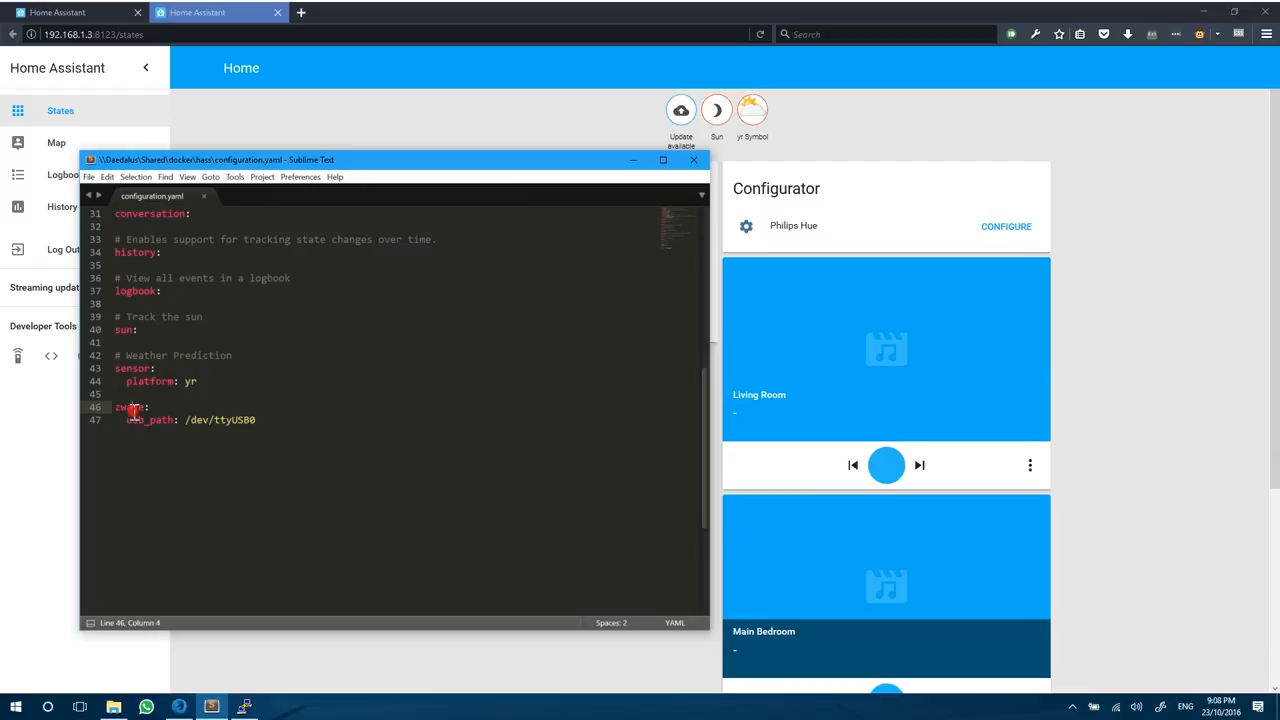 Home Assistant
Home Assistant
192.168.1.3:8123/states
Search
Home Assistant
Home
States
Map
Logboo
History
Log Out
Streaming updat
Developer Tools
Update
available
Sun
yr Symbol
\\Daedalus\Shared\docker\hass\configuration.yaml - Sublime Text
File Edit Selection Find View Goto Tools Project Preferences Help
configuration.yaml
31 conversation:
32
33 # Enables support for tracking state changes over time.
34 history:
35
36 # View all events in a logbook
37 logbook:
38
39 # Track the sun
40 sun:
41
42 # Weather Prediction
43 sensor:
44 platform: yr
45
46 zwave:
47 usb_path: /dev/ttyUSB0
Line 46, Column 4
Spaces: 2
YAML
Configurator
Philips Hue
CONFIGURE
Living Room
-
Main Bedroom
-
ENG
9:08 PM
23/10/2016